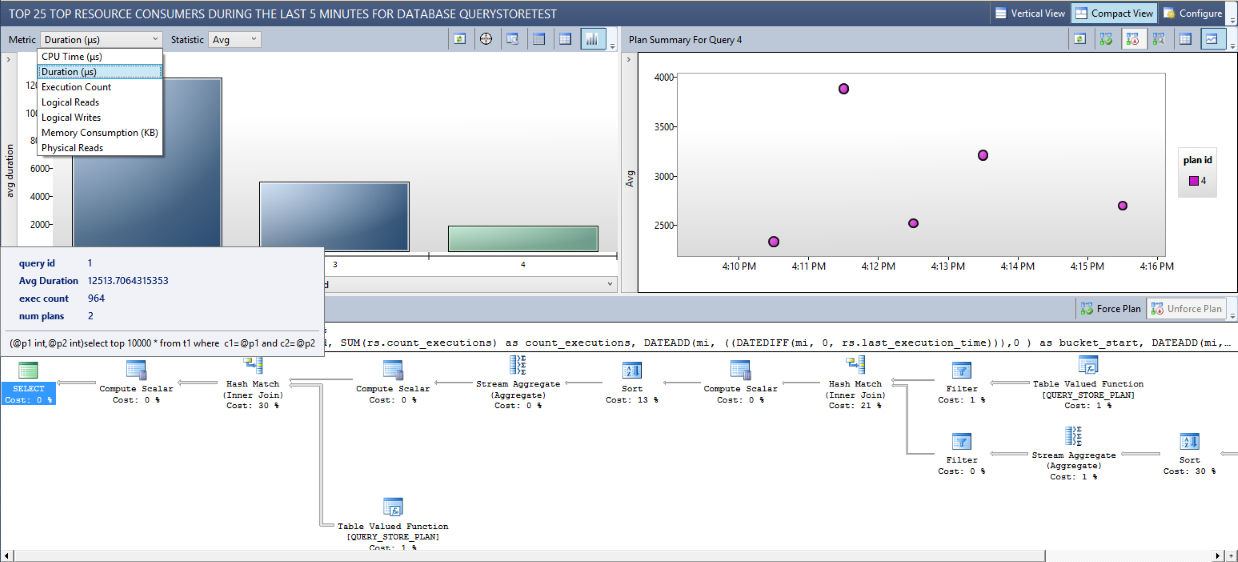 TOP 25 TOP RESOURCE CONSUMERS DURING THE LAST 5 MINUTES FOR DATABASE QUERYSTORETEST
Vertical View
Compact View
Configure
Metric
Duration (µs)
Statistic
Avg
CPU Time (µs)
Duration (µs)
Execution Count
Logical Reads
Logical Writes
Memory Consumption (KB)
Physical Reads
avg duration
6000
4000
2000
3
4
Plan Summary For Query 4
Avg
4000
3500
3000
2500
4:10 PM
4:11 PM
4:12 PM
4:13 PM
4:14 PM
4:15 PM
4:16 PM
plan id
4
query id 1
Avg Duration 12513.7064315353
exec count 964
num plans 2
(@p1 int,@p2 int)select top 10000 * from t1 where c1=@p1 and c2=@p2
Force Plan
Unforce Plan
SUM(rs.count_executions) as count_executions, DATEADD(mi, ((DATEDIFF(mi, 0, rs.last_execution_time))),0 ) as bucket_start, DATEADD(mi,...
SELECT
Cost: 0 %
Compute Scalar
Cost: 0 %
Hash Match
(Inner Join)
Cost: 30 %
Compute Scalar
Cost: 0 %
Stream Aggregate
(Aggregate)
Cost: 0 %
Sort
Cost: 13 %
Compute Scalar
Cost: 0 %
Hash Match
(Inner Join)
Cost: 21 %
Filter
Cost: 1 %
Table Valued Function
[QUERY_STORE_PLAN]
Cost: 1 %
Filter
Cost: 0 %
Stream Aggregate
(Aggregate)
Cost: 1 %
Sort
Cost: 30 %
Table Valued Function
[QUERY_STORE_PLAN]
Cost: 1 %